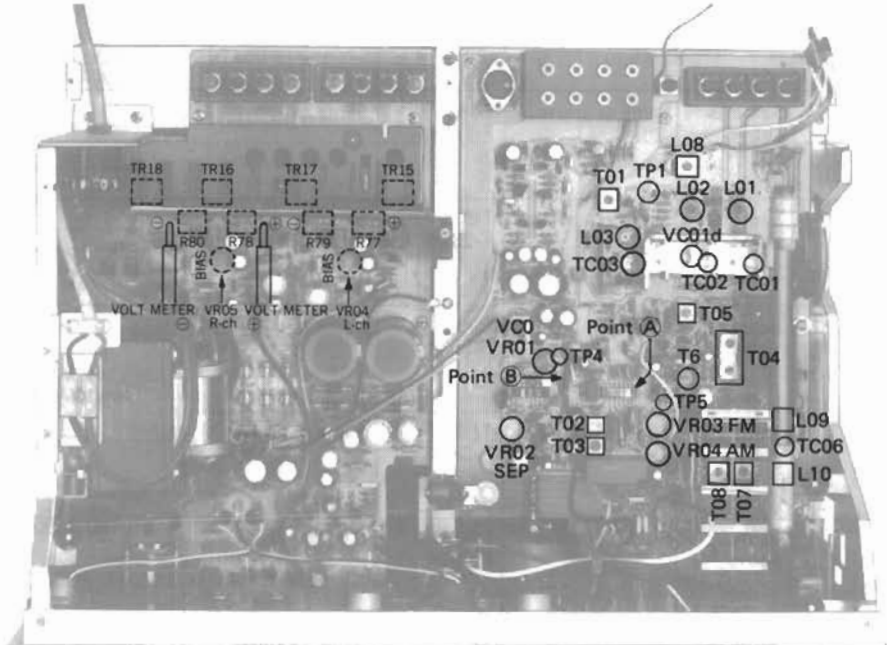 TR18 TR16 TR17 TR15
R80 R78 R79 R77
BIAS BIAS
VOLT METER VR05 VOLT METER VR04
R-ch L-ch
L08
T01 TP1
L02 L01
L03 VC01d
TC03 TC02 TC01
T05
VC0 Point Ⓐ
VR01 TP4 T6 T04
Point Ⓑ
TP5
T02 VR03 FM L09
T03 TC06
VR02 VR04 AM
SEP L10
T08 T07